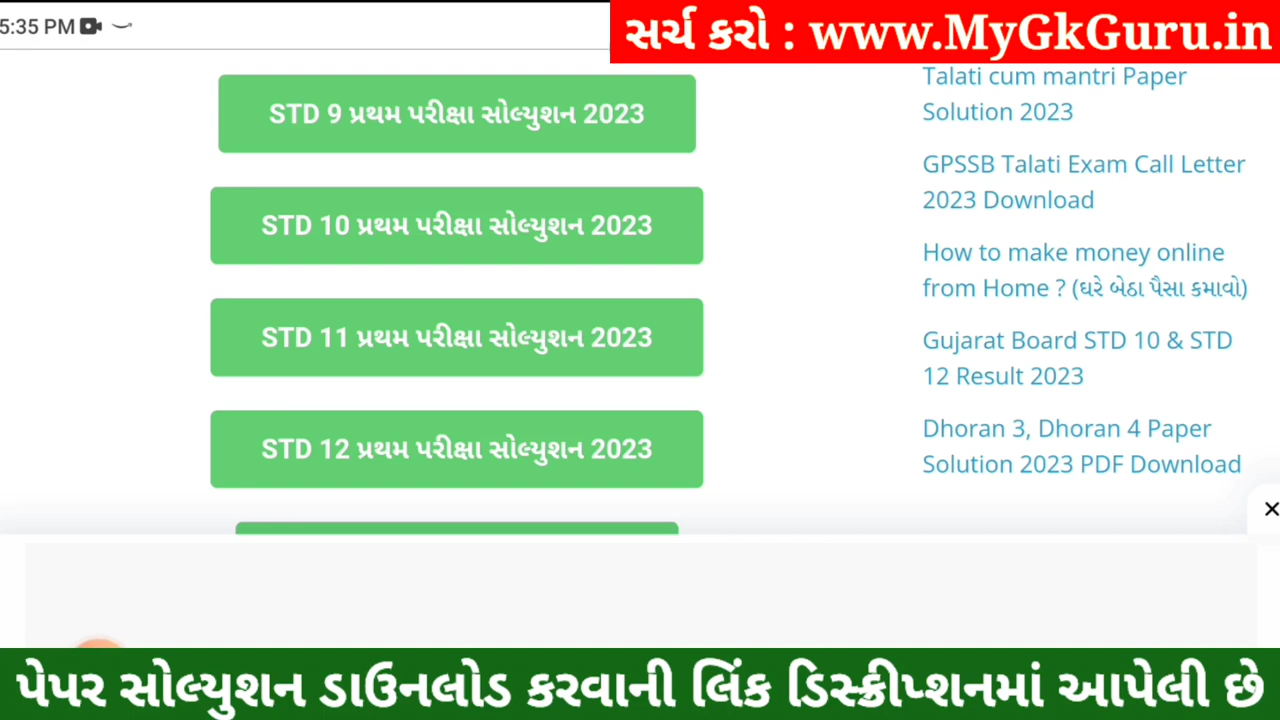 5:35 PM
સર્ચ કરો : www.MyGkGuru.in
STD 9 પ્રથમ પરીક્ષા સોલ્યુશન 2023
STD 10 પ્રથમ પરીક્ષા સોલ્યુશન 2023
STD 11 પ્રથમ પરીક્ષા સોલ્યુશન 2023
STD 12 પ્રથમ પરીક્ષા સોલ્યુશન 2023
Talati cum mantri Paper
Solution 2023
GPSSB Talati Exam Call Letter
2023 Download
How to make money online
from Home ? (ઘરે બેઠા પૈસા કમાવો)
Gujarat Board STD 10 & STD
12 Result 2023
Dhoran 3, Dhoran 4 Paper
Solution 2023 PDF Download
પેપર સોલ્યુશન ડાઉનલોડ કરવાની લિંક ડિસ્ક્રીપ્શનમાં આપેલી છે